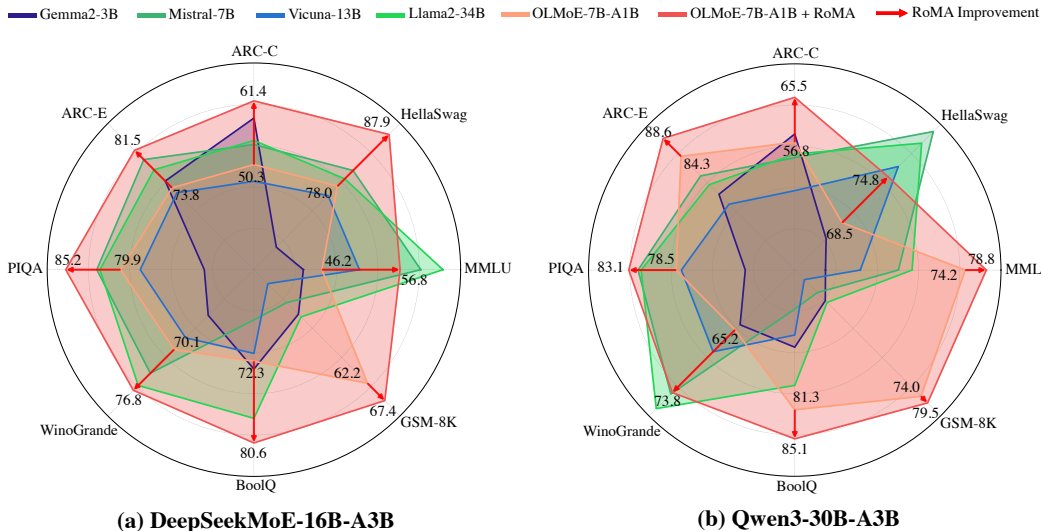 Gemma2-3B Mistral-7B Vicuna-13B Llama2-34B OLMoE-7B-A1B OLMoE-7B-A1B + RoMA RoMA Improvement
ARC-C
61.4
HellaSwag
87.9
ARC-E
81.5
50.3
73.8
78.0
PIQA
85.2
79.9
46.2
MMLU
56.8
70.1
72.3
62.2
76.8
67.4
WinoGrande
GSM-8K
80.6
BoolQ
(a) DeepSeekMoE-16B-A3B
ARC-C
65.5
HellaSwag
ARC-E
88.6
56.8
84.3
74.8
68.5
PIQA
83.1
78.5
74.2
78.8
MML
65.2
73.8
81.3
74.0
79.5
WinoGrande
GSM-8K
85.1
BoolQ
(b) Qwen3-30B-A3B